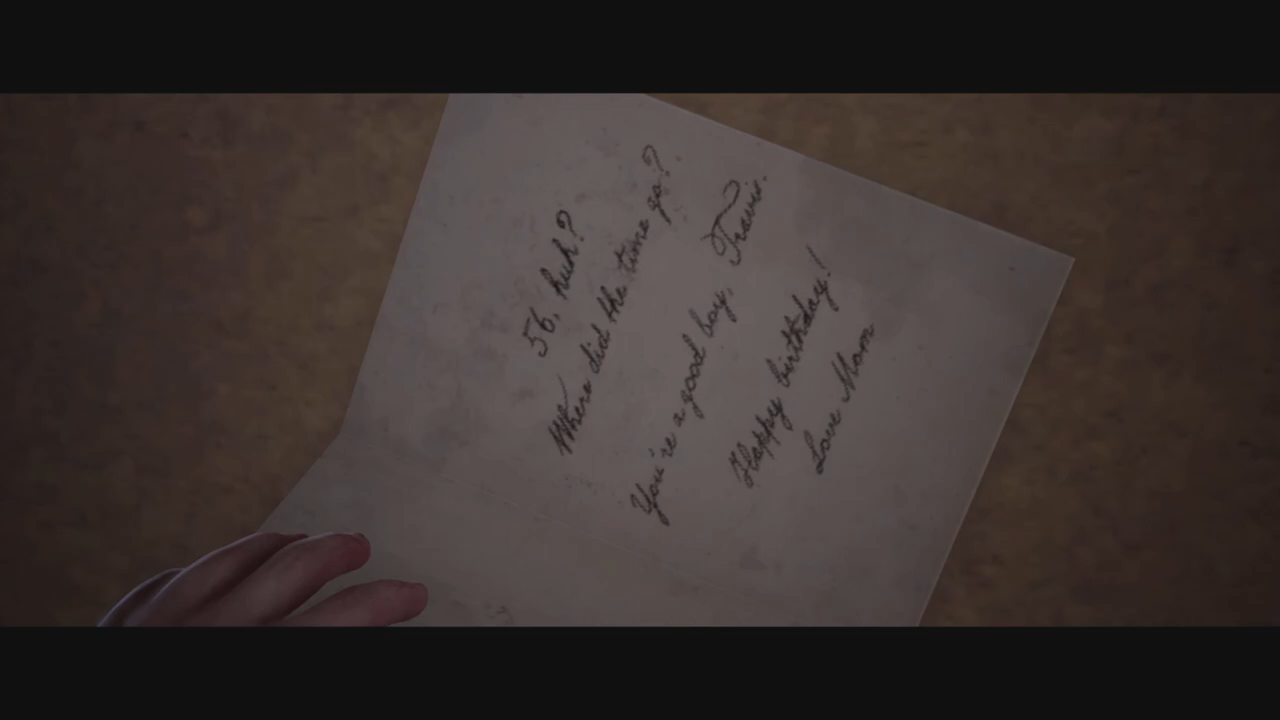 56, huh?
Where did the time go?
You're a good boy, Travis.
Happy birthday!
Love Mom